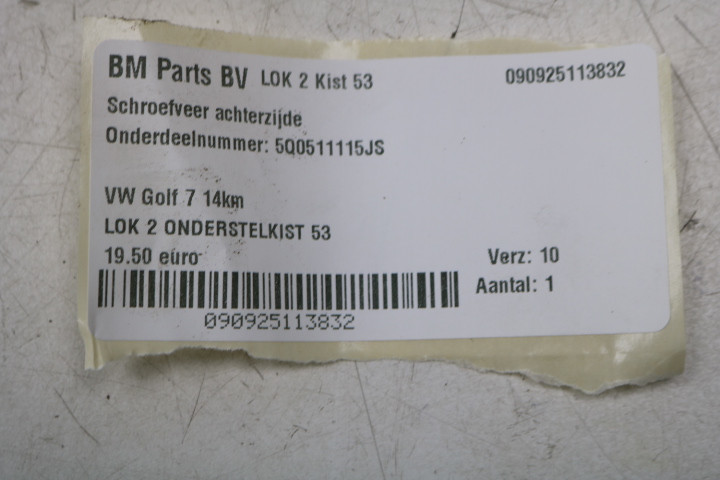 BM Parts BV LOK 2 Kist 53 090925113832
Schroefveer achterzijde
Onderdeelnummer: 5Q0511115JS
VW Golf 7 14km
LOK 2 ONDERSTELKIST 53
19.50 euro Verz: 10
Aantal: 1
090925113832